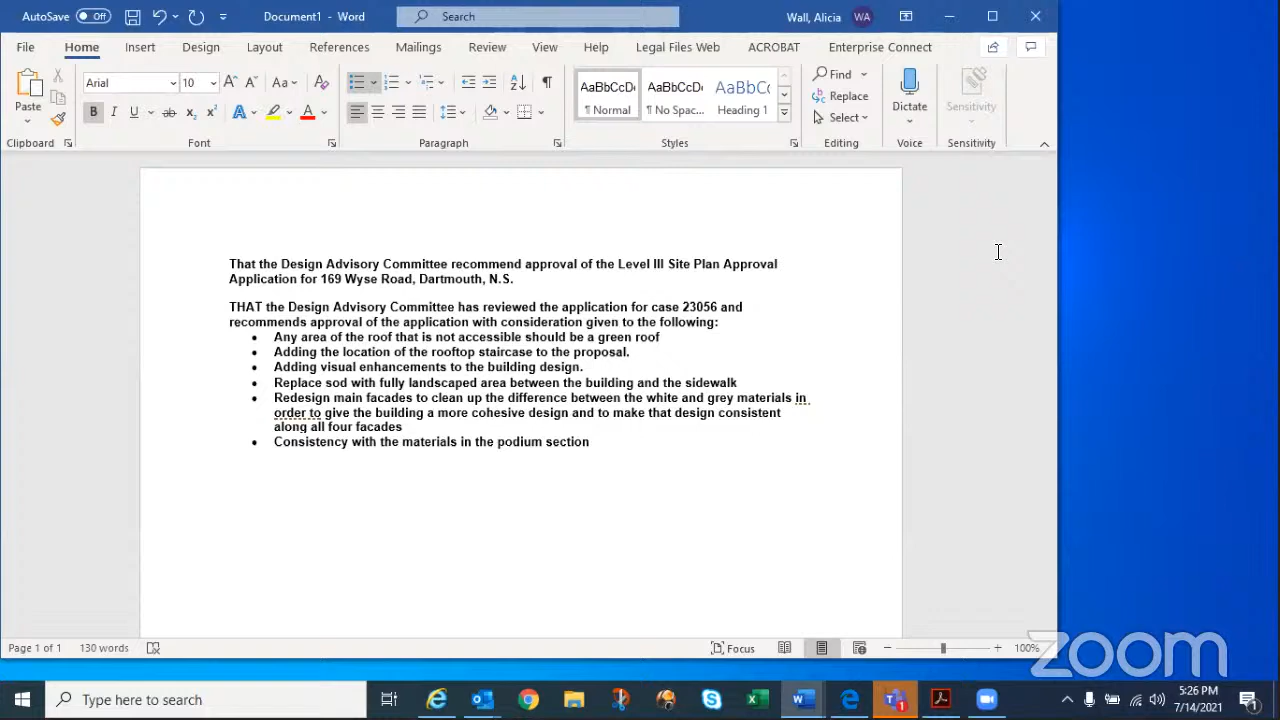 AutoSave Off Document1 - Word Search Wall, Alicia WA
File Home Insert Design Layout References Mailings Review View Help Legal Files Web ACROBAT Enterprise Connect
Arial 10 Aa AaBbCcDc AaBbCcDc AaBbCc Find
Paste Replace Dictate Sensitivity
B U ab x2 x2 A A ¶ Normal ¶ No Spac... Heading 1 Select
Clipboard Font Paragraph Styles Editing Voice Sensitivity
That the Design Advisory Committee recommend approval of the Level III Site Plan Approval
Application for 169 Wyse Road, Dartmouth, N.S.
THAT the Design Advisory Committee has reviewed the application for case 23056 and
recommends approval of the application with consideration given to the following:
• Any area of the roof that is not accessible should be a green roof
• Adding the location of the rooftop staircase to the proposal.
• Adding visual enhancements to the building design.
• Replace sod with fully landscaped area between the building and the sidewalk
• Redesign main facades to clean up the difference between the white and grey materials in
order to give the building a more cohesive design and to make that design consistent
along all four facades
• Consistency with the materials in the podium section
Page 1 of 1 130 words Focus 100%
zoom
Type here to search 5:26 PM
7/14/2021